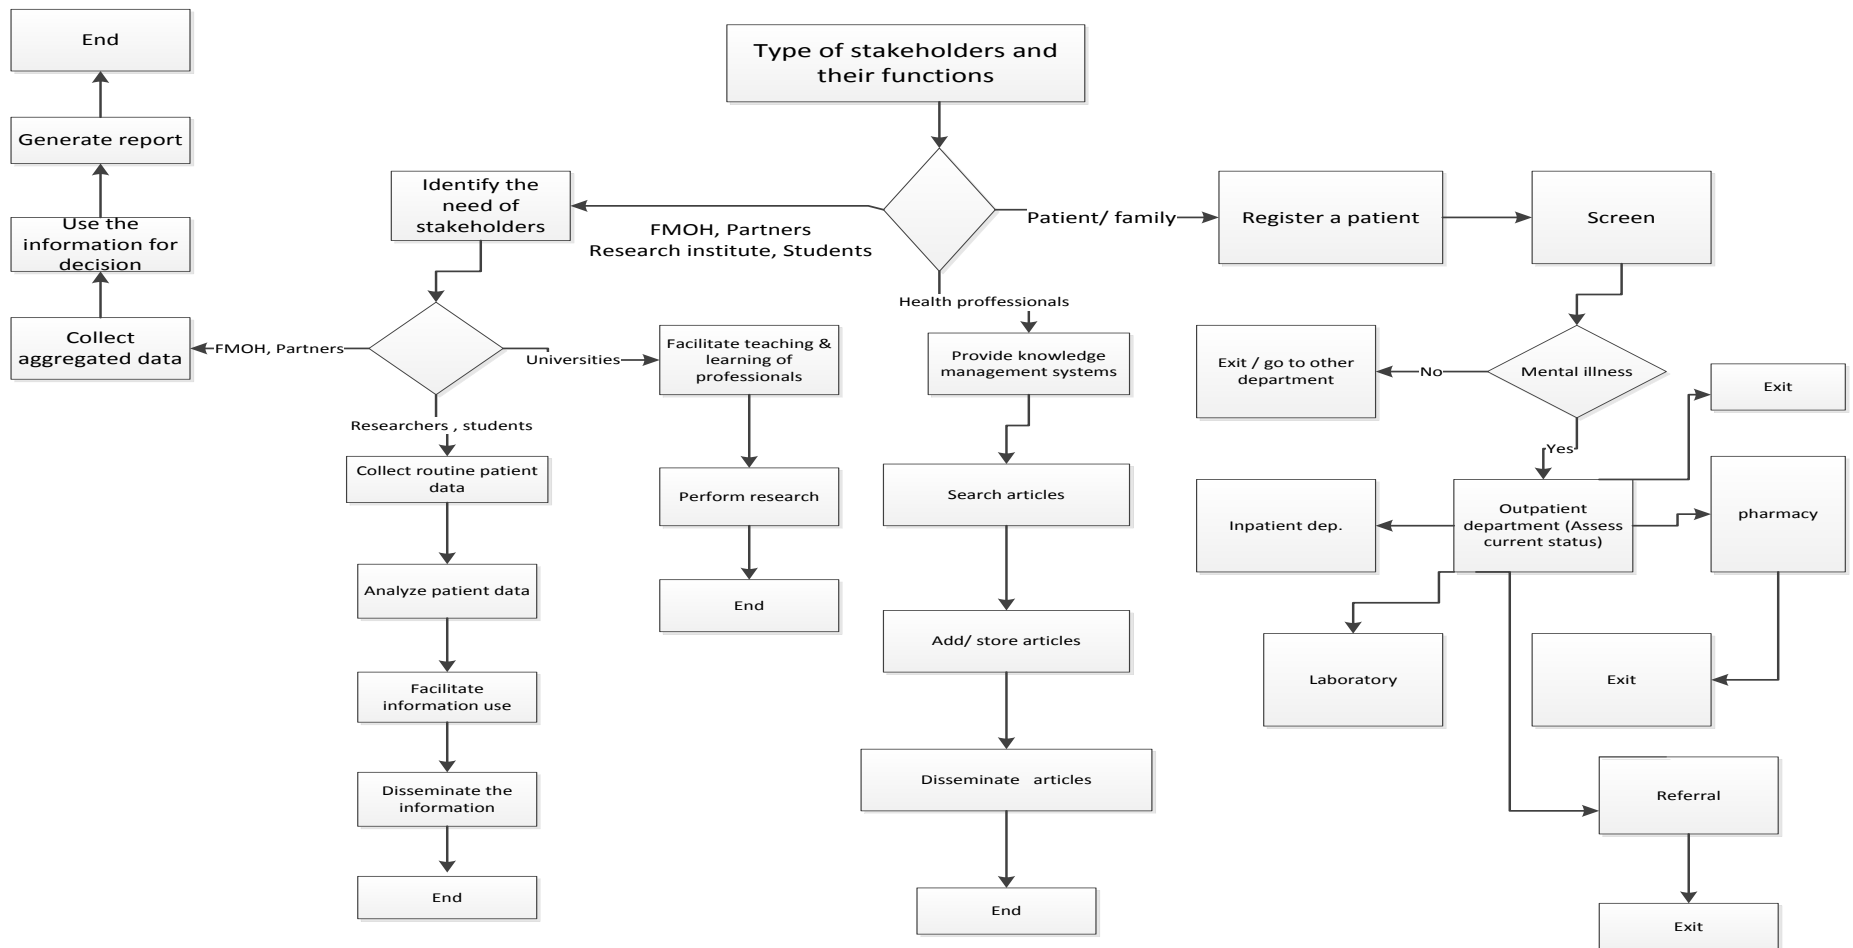 End
Type of stakeholders and
their functions
Generate report
Identify the
need of
stakeholders
FMOH, Partners
Research institute, Students
Patient/ family
Register a patient
Screen
Use the
information for
decision
Health proffessionals
Collect
aggregated data
FMOH, Partners
Universities
Facilitate teaching &
learning of
professionals
Provide knowledge
management systems
Exit / go to other
department
No
Mental illness
Exit
Researchers , students
Yes
Collect routine patient
data
Perform research
Search articles
Inpatient dep.
Outpatient
department (Assess
current status)
pharmacy
Analyze patient data
End
Add/ store articles
Laboratory
Exit
Facilitate
information use
Disseminate the
information
Disseminate articles
Referral
End
End
Exit